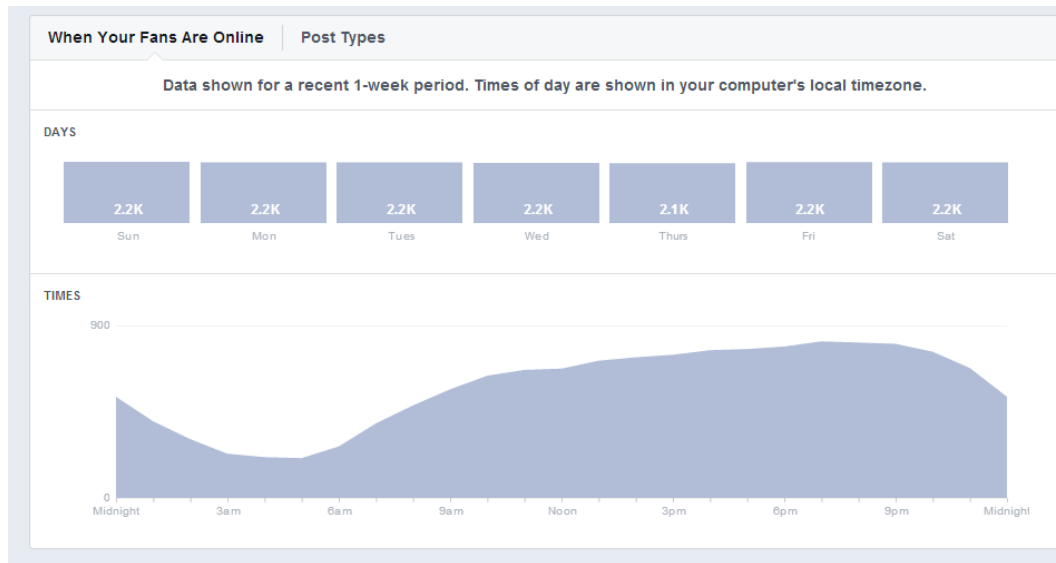 When Your Fans Are Online Post Types
Data shown for a recent 1-week period. Times of day are shown in your computer's local timezone.
DAYS
2.2K 2.2K 2.2K 2.2K 2.1K 2.2K 2.2K
Sun Mon Tues Wed Thurs Fri Sat
TIMES
900
0
Midnight 3am 6am 9am Noon 3pm 6pm 9pm Midnight